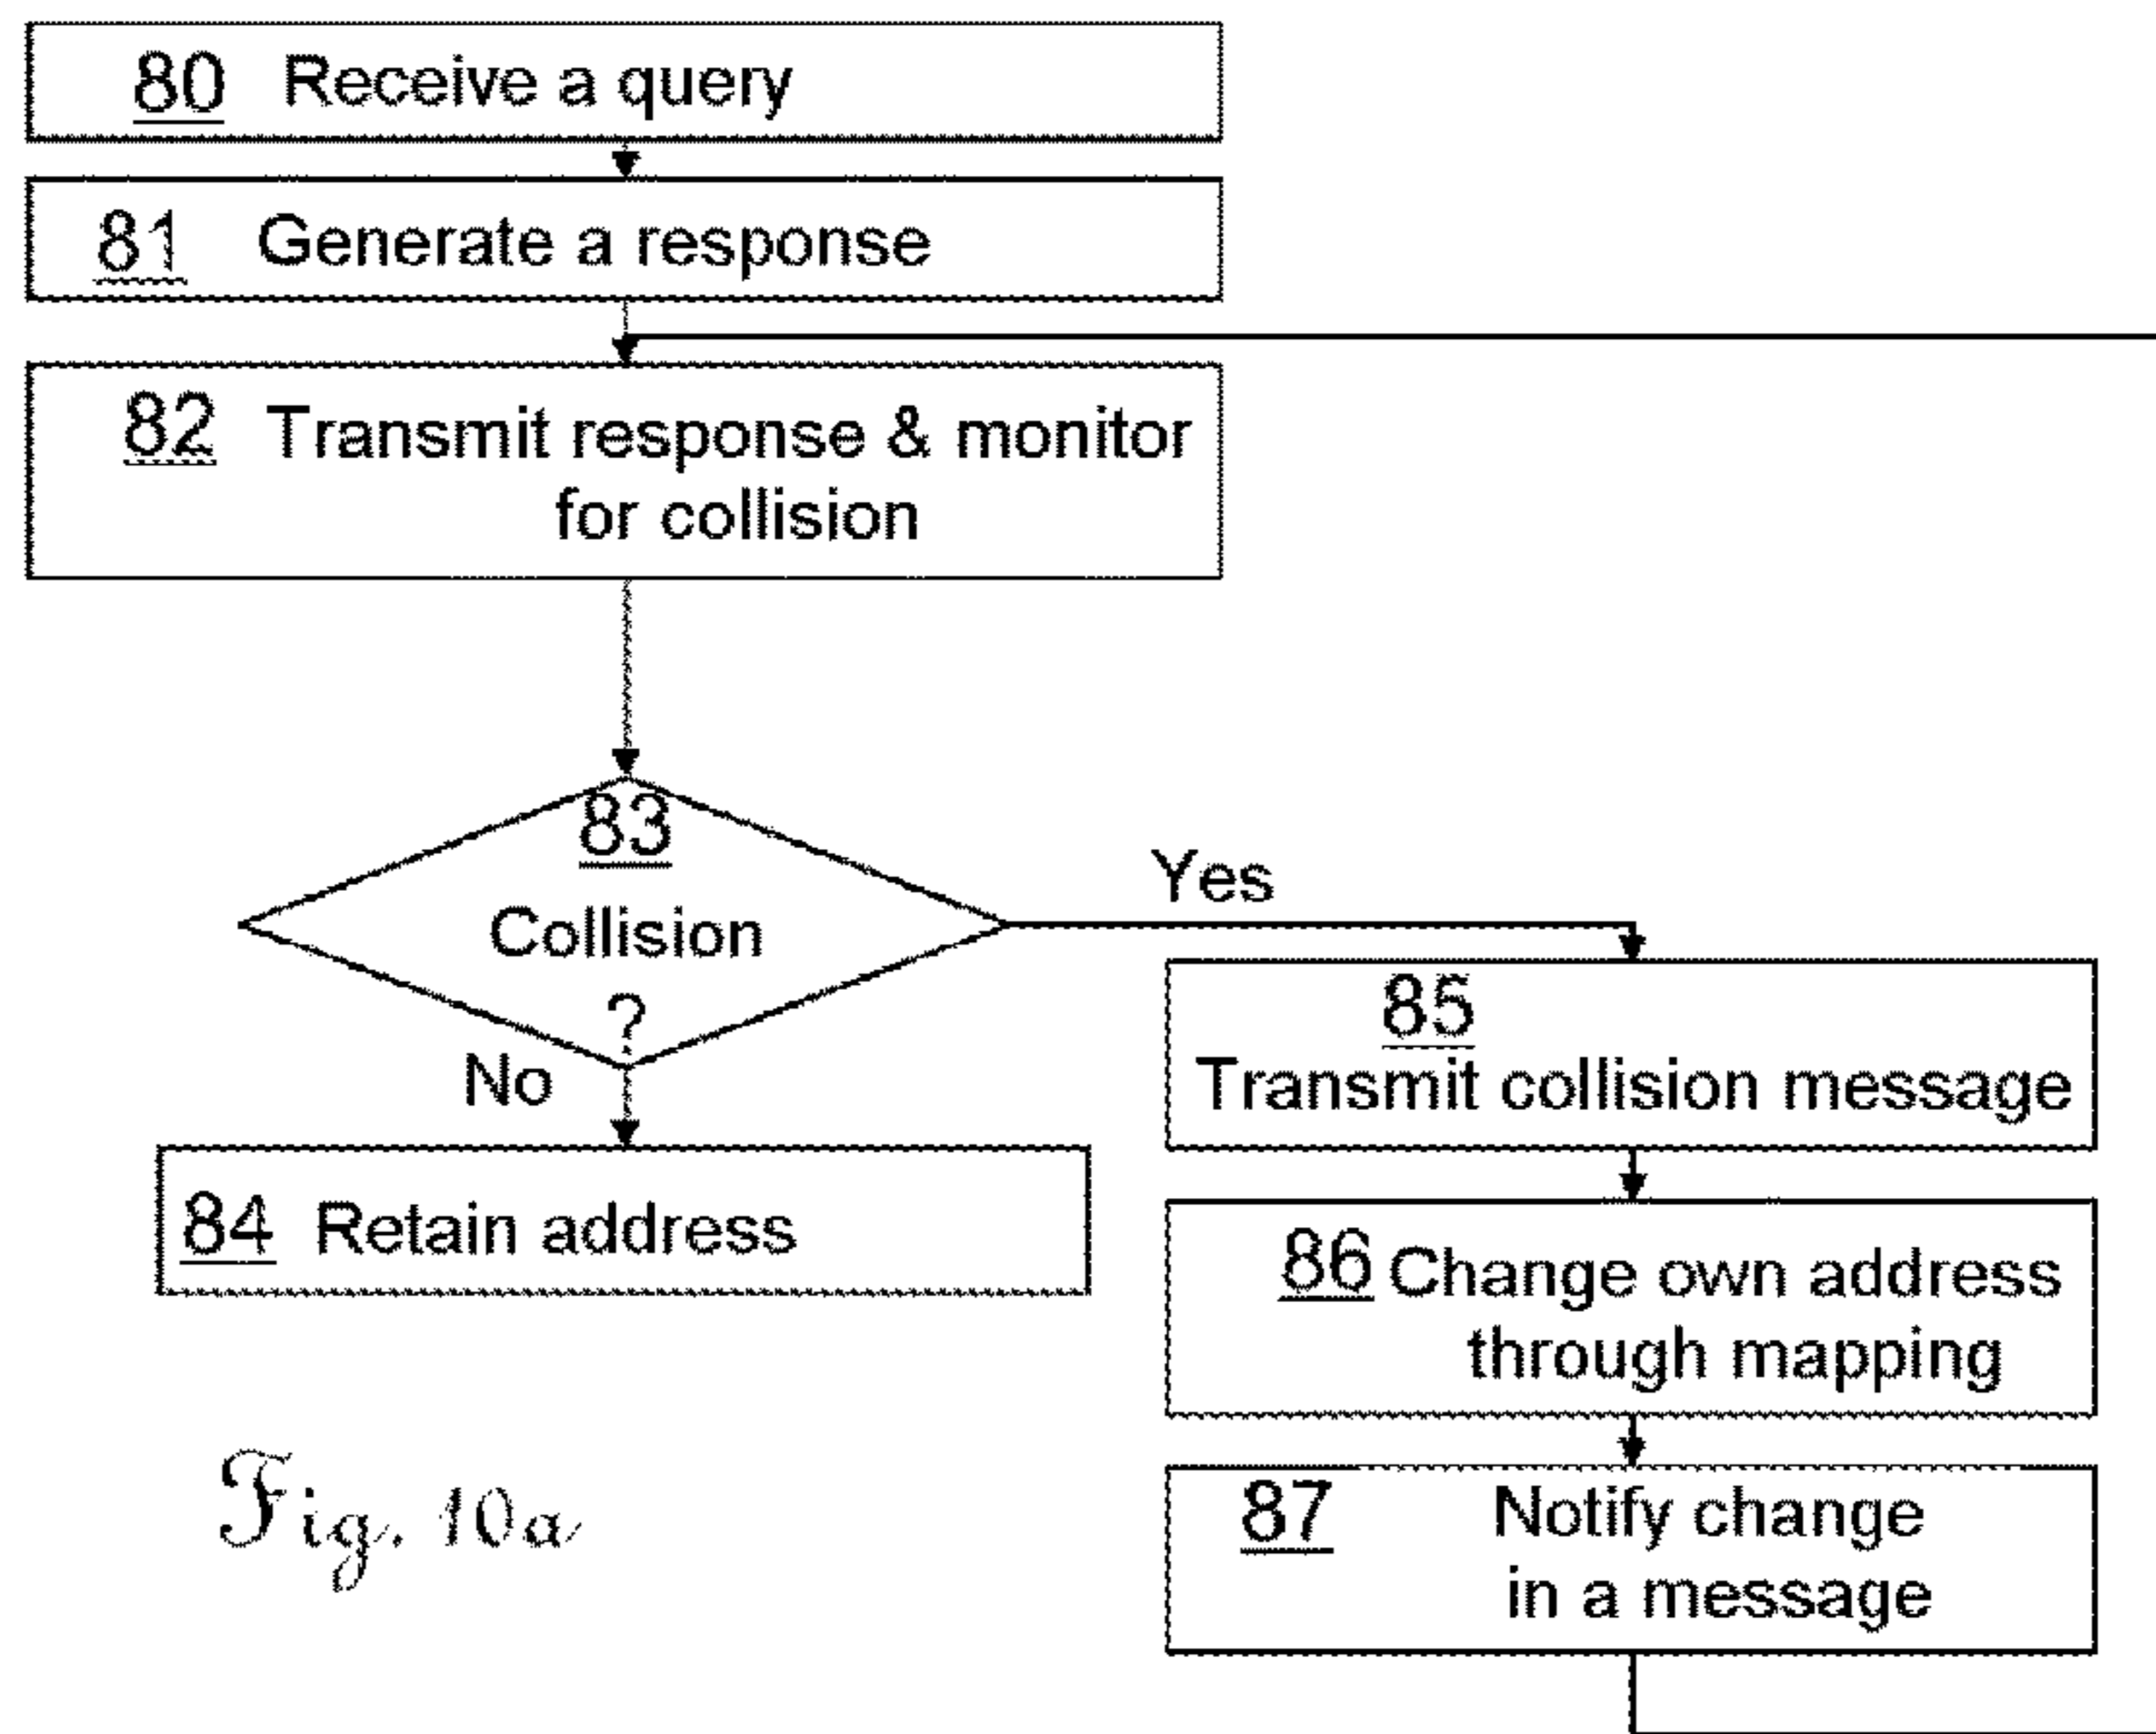 80 Receive a query
81 Generate a response
82 Transmit response & monitor
for collision
83
Collision
?
Yes
No
84 Retain address
85
Transmit collision message
86 Change own address
through mapping
87 Notify change
in a message
Fig. 10a